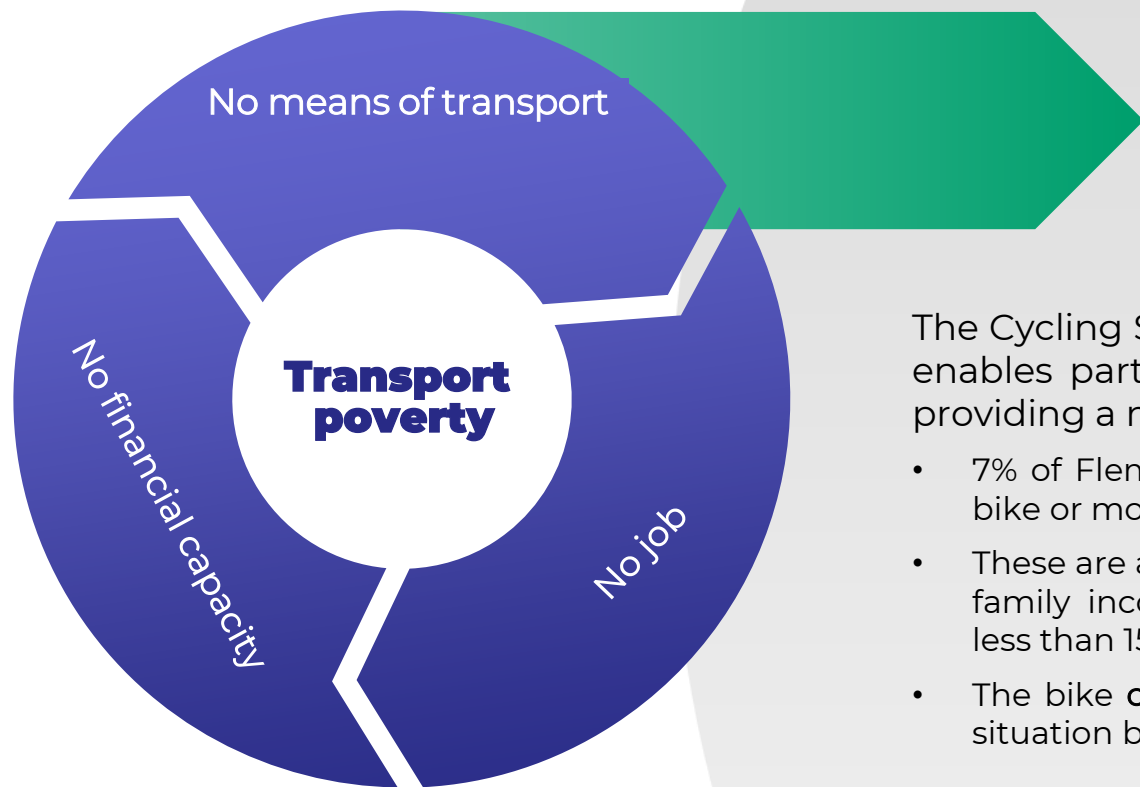 No means of transport
Transport
poverty
No financial capacity
No job
The Cycling
enables part
providing a
• 7% of Flem
bike or mo
• These are
family inco
less than 15
• The bike
situation b